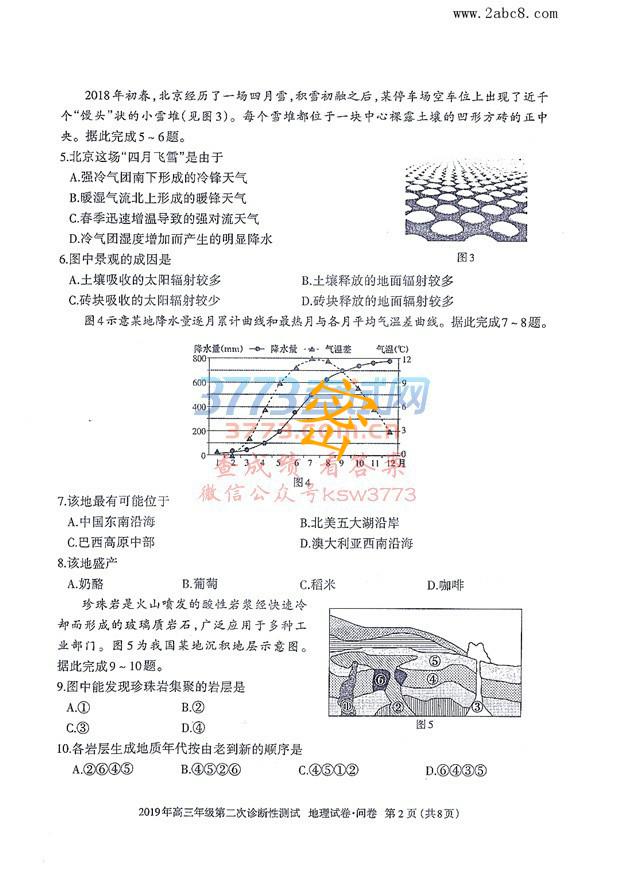 www.2abc8.com
2018年初春，北京经历了一场四月雪，积雪初融之后，某停车场空车位上出现了近千
个“馒头”状的小雪堆（见图3）。每个雪堆都位于一块中心裸露土壤的凹形方砖的正中
央。据此完成5～6题。
5.北京这场“四月飞雪”是由于
A.强冷气团南下形成的冷锋天气
B.暖湿气流北上形成的暖锋天气
C.春季迅速增温导致的强对流天气
D.冷气团湿度增加而产生的明显降水
图3
6.图中景观的成因是
A.土壤吸收的太阳辐射较多 B.土壤释放的地面辐射较多
C.砖块吸收的太阳辐射较少 D.砖块释放的地面辐射较多
图4示意某地降水量逐月累计曲线和最热月与各月平均气温差曲线。据此完成7～8题。
降水量(mm) 降水量 气温差 气温(℃)
800 12
600 9
400 6
200 3
0 0
1 2 3 4 5 6 7 8 9 10 11 12月
3773考试网
3773.com.cn
密
查成绩 看答案
图4
微信公众号ksw3773
7.该地最有可能位于
A.中国东南沿海 B.北美五大湖沿岸
C.巴西高原中部 D.澳大利亚西南沿海
8.该地盛产
A.奶酪 B.葡萄 C.稻米 D.咖啡
珍珠岩是火山喷发的酸性岩浆经快速冷
却而形成的玻璃质岩石，广泛应用于多种工
业部门。图5为我国某地沉积地层示意图。
据此完成9～10题。
① ② ③ ④ ⑤ ⑥
图5
9.图中能发现珍珠岩集聚的岩层是
A.① B.②
C.③ D.④
10.各岩层生成地质年代按由老到新的顺序是
A.②⑥④⑤ B.④⑤②⑥ C.④⑤①② D.⑥④③⑤
2019年高三年级第二次诊断性测试 地理试卷·问卷 第2页（共8页）